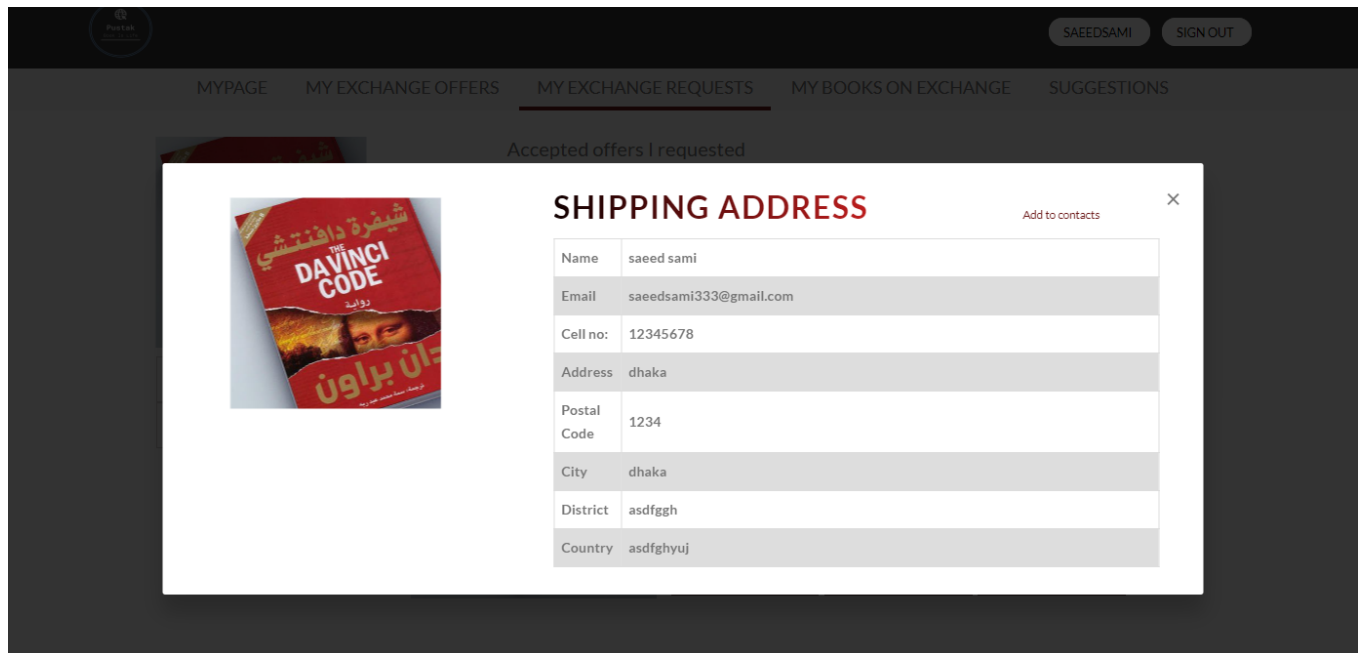 Postak
SAEEDSAMI
SIGN OUT
MYPAGE
MY EXCHANGE OFFERS
MY EXCHANGE REQUESTS
MY BOOKS ON EXCHANGE
SUGGESTIONS
Accepted offers I requested
SHIPPING ADDRESS
Add to contacts
×
شيفرة دافنتشي
THE
DA VINCI
CODE
رواية
دان براون
Name saeed sami
Email saeedsami333@gmail.com
Cell no: 12345678
Address dhaka
Postal
Code 1234
City dhaka
District asdfggh
Country asdfghyuj